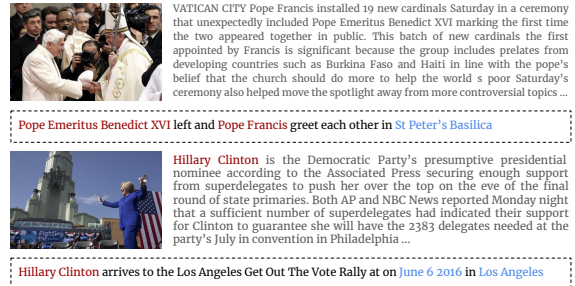 VATICAN CITY Pope Francis installed 19 new cardinals Saturday in a ceremony
that unexpectedly included Pope Emeritus Benedict XVI marking the first time
the two appeared together in public. This batch of new cardinals the first
appointed by Francis is significant because the group includes prelates from
developing countries such as Burkina Faso and Haiti in line with the pope's
belief that the church should do more to help the world s poor Saturday's
ceremony also helped move the spotlight away from more controversial topics ...
Pope Emeritus Benedict XVI left and Pope Francis greet each other in St Peter's Basilica
Hillary Clinton is the Democratic Party's presumptive presidential
nominee according to the Associated Press securing enough support
from superdelegates to push her over the top on the eve of the final
round of state primaries. Both AP and NBC News reported Monday night
that a sufficient number of superdelegates had indicated their support
for Clinton to guarantee she will have the 2383 delegates needed at the
party's July in convention in Philadelphia ...
Hillary Clinton arrives to the Los Angeles Get Out The Vote Rally at on June 6 2016 in Los Angeles